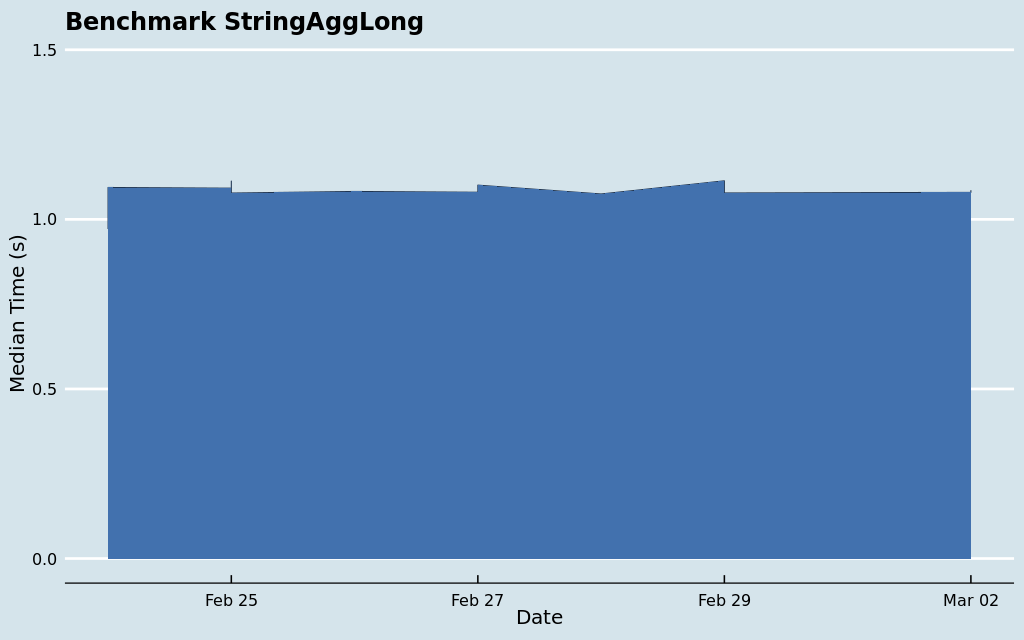 Benchmark StringAggLong
1.5
1.0
0.5
0.0
Median Time (s)
Feb 25
Feb 27
Feb 29
Mar 02
Date